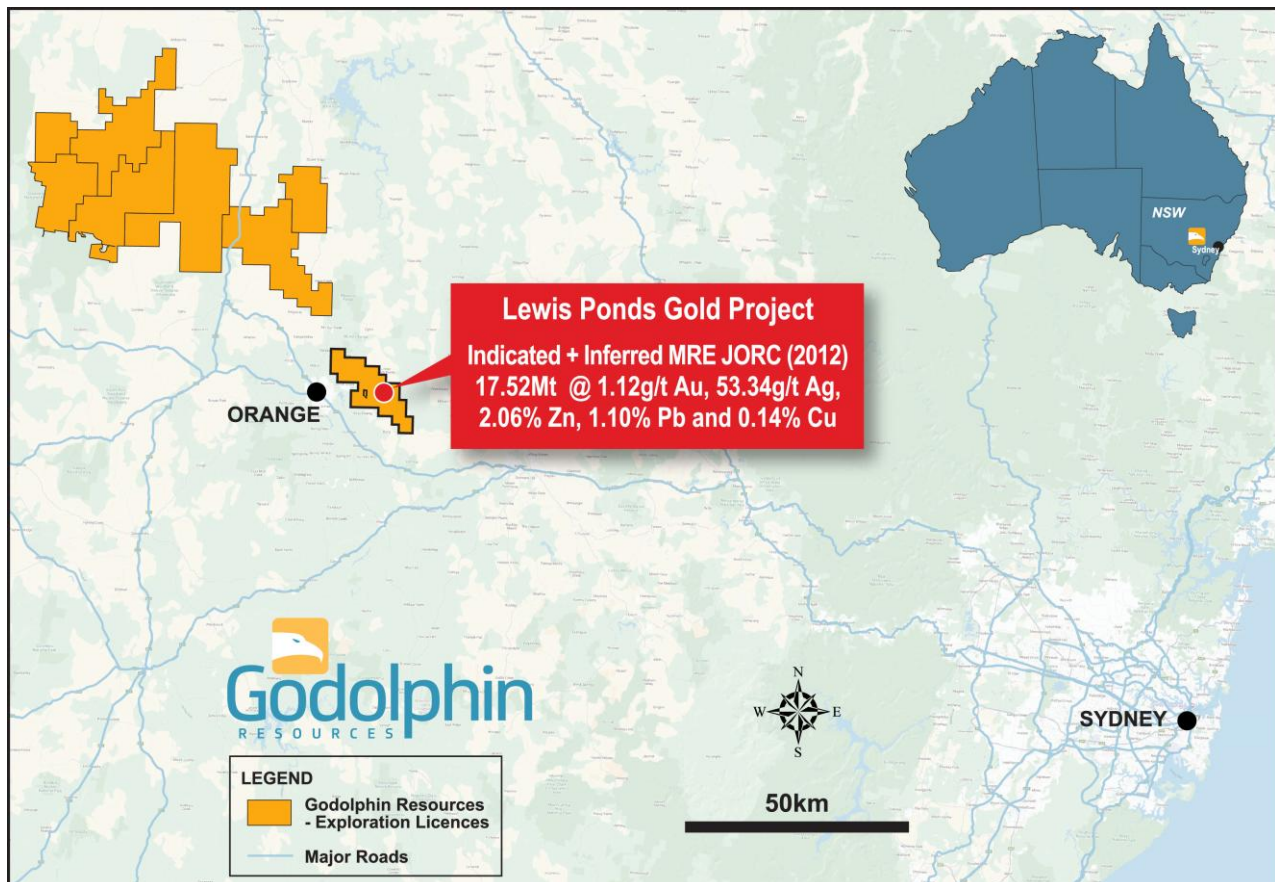 NSW
Sydney
Lewis Ponds Gold Project
Indicated + Inferred MRE JORC (2012)
17.52Mt @ 1.12g/t Au, 53.34g/t Ag,
2.06% Zn, 1.10% Pb and 0.14% Cu
ORANGE
Godolphin
RESOURCES
N
W
E
S
SYDNEY
LEGEND
Godolphin Resources
- Exploration Licences
Major Roads
50km